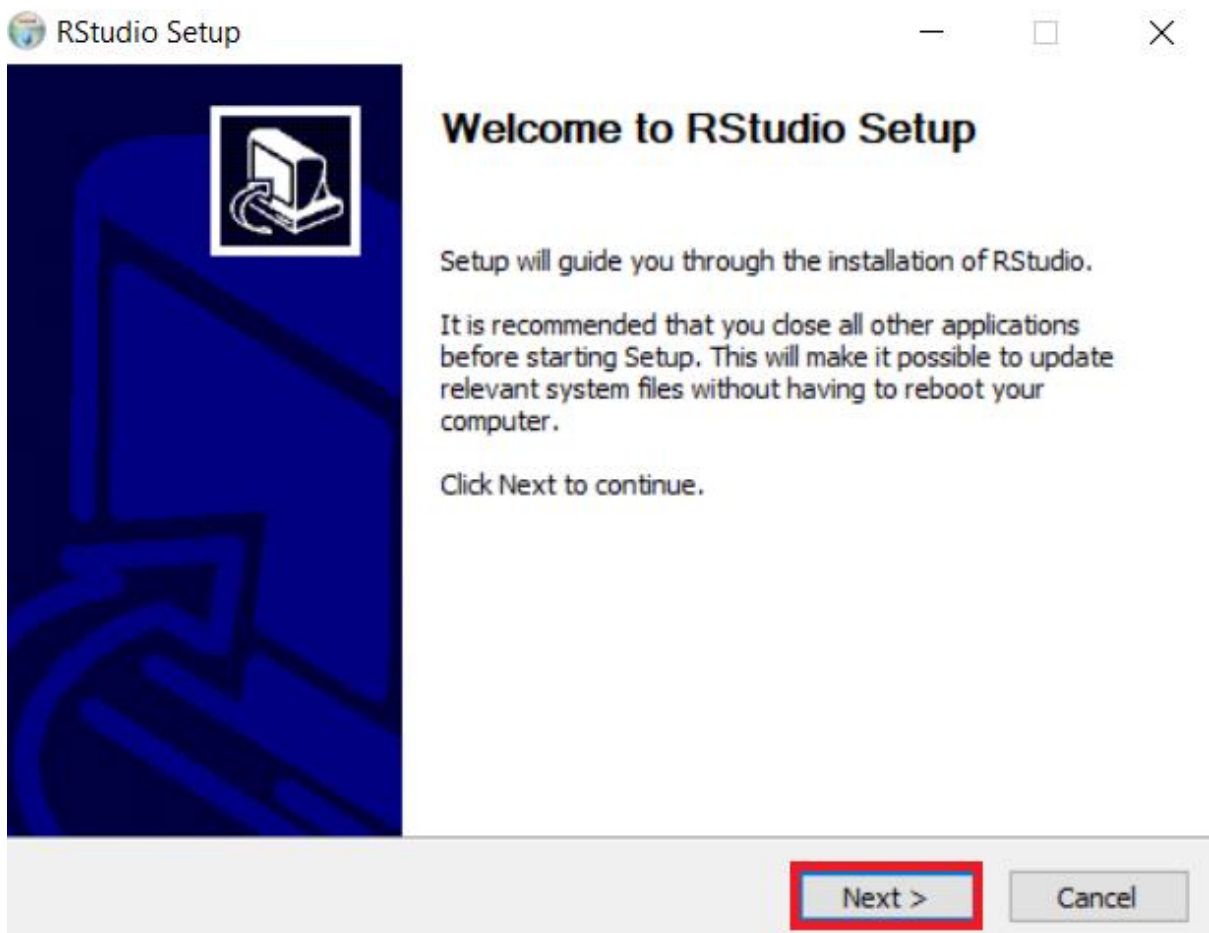 RStudio Setup
Welcome to RStudio Setup
Setup will guide you through the installation of RStudio.
It is recommended that you close all other applications
before starting Setup. This will make it possible to update
relevant system files without having to reboot your
computer.
Click Next to continue.
Next >
Cancel